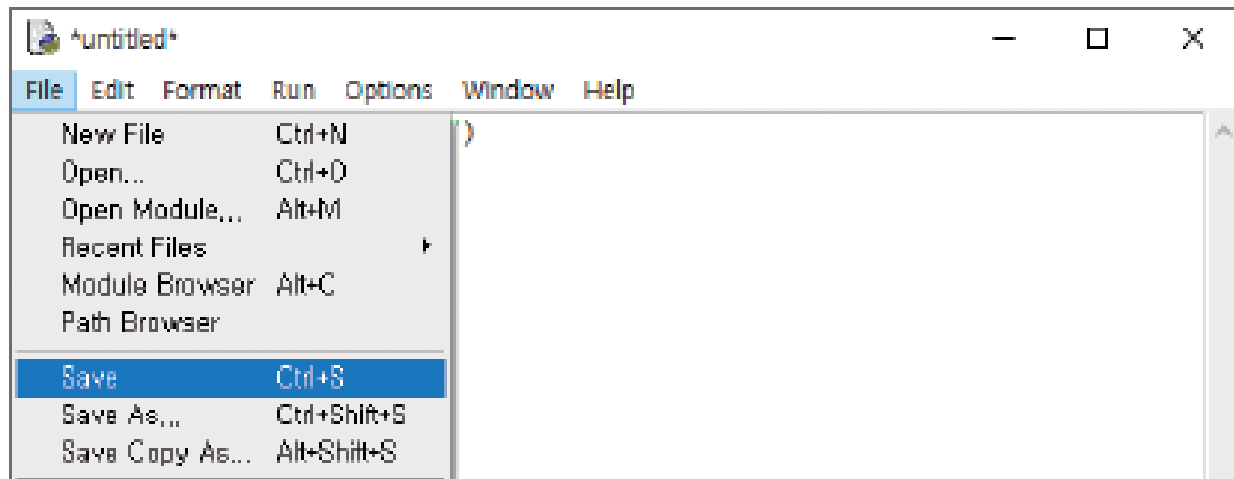 *untitled*
File Edit Format Run Options Window Help
New File Ctrl+N
")
Open... Ctrl+O
Open Module... Alt+M
Recent Files
Module Browser Alt+C
Path Browser
Save Ctrl+S
Save As... Ctrl+Shift+S
Save Copy As... Alt+Shift+S